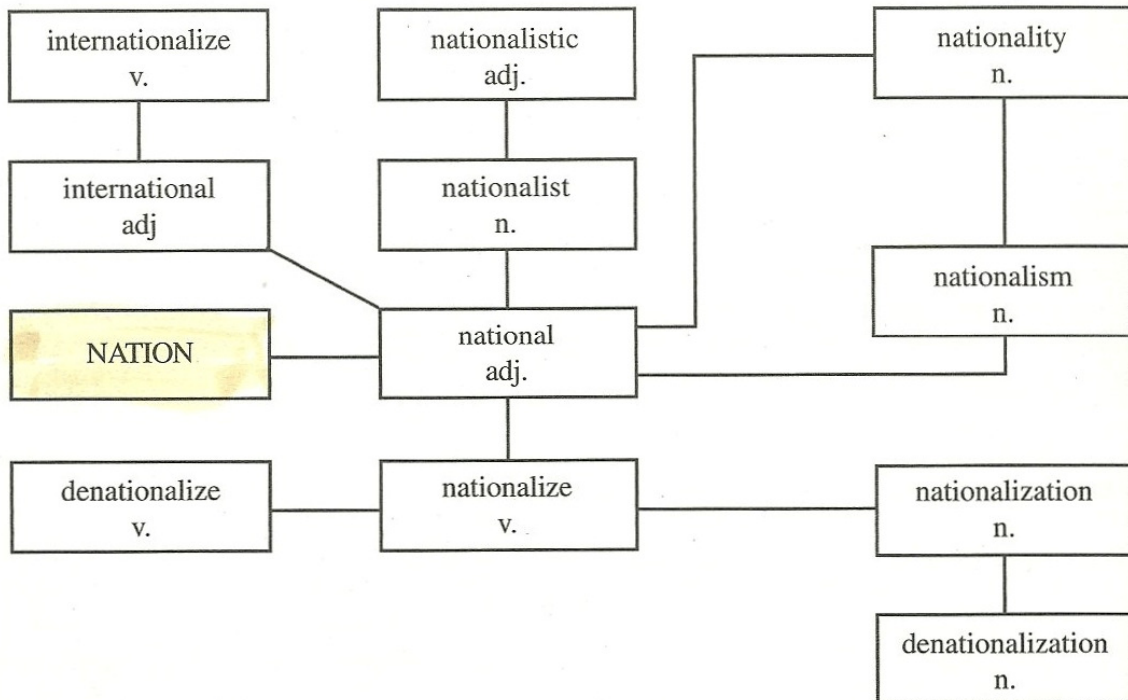 internationalize
v.
nationalistic
adj.
nationality
n.
international
adj
nationalist
n.
nationalism
n.
NATION
national
adj.
denationalize
v.
nationalize
v.
nationalization
n.
denationalization
n.